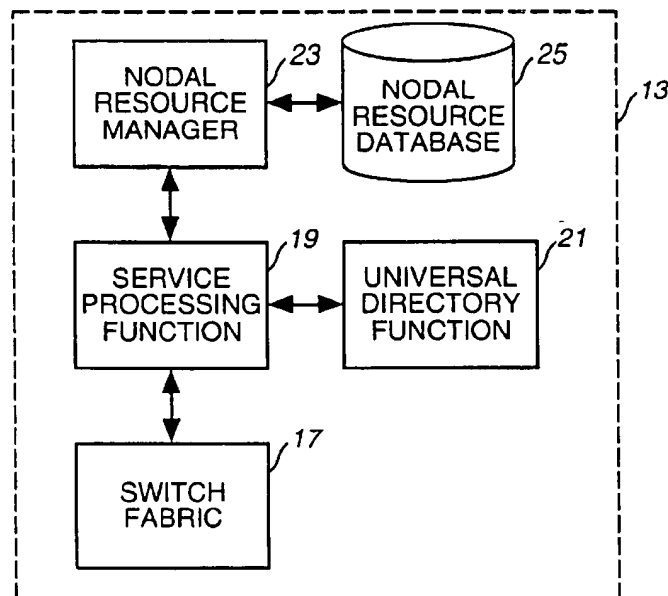 23
NODAL
RESOURCE
MANAGER
25
NODAL
RESOURCE
DATABASE
13
19
SERVICE
PROCESSING
FUNCTION
21
UNIVERSAL
DIRECTORY
FUNCTION
17
SWITCH
FABRIC